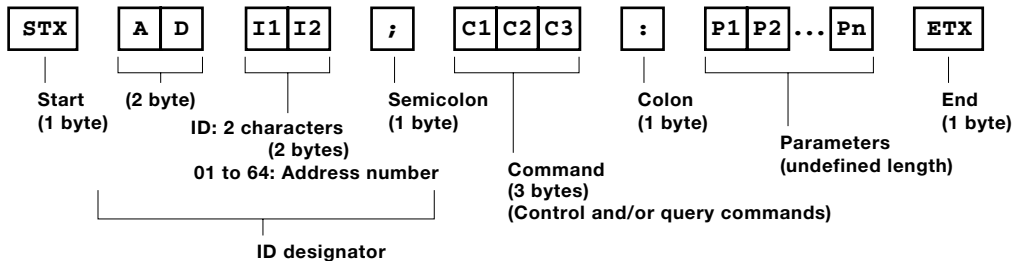 STX A D I1 I2 ; C1 C2 C3 : P1 P2 ... Pn ETX
Start
(1 byte)
(2 byte)
ID: 2 characters
(2 bytes)
01 to 64: Address number
Semicolon
(1 byte)
Command
(3 bytes)
(Control and/or query commands)
Colon
(1 byte)
Parameters
(undefined length)
End
(1 byte)
ID designator